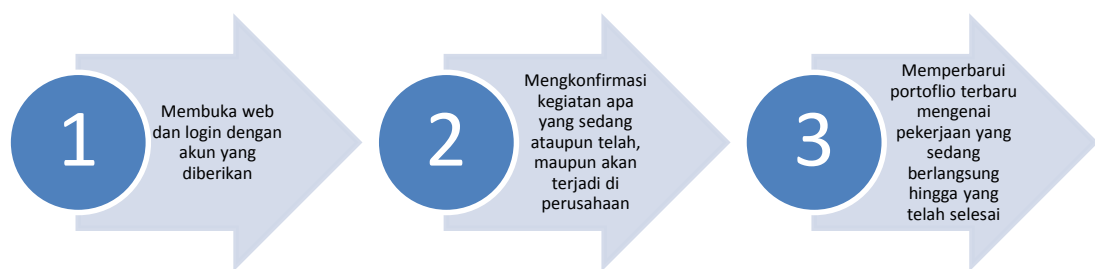 1
Membuka web
dan login dengan
akun yang
diberikan
2
Mengkonfirmasi
kegiatan apa
yang sedang
ataupun telah,
maupun akan
terjadi di
perusahaan
3
Memperbarui
portoflio terbaru
mengenai
pekerjaan yang
sedang
berlangsung
hingga yang
telah selesai